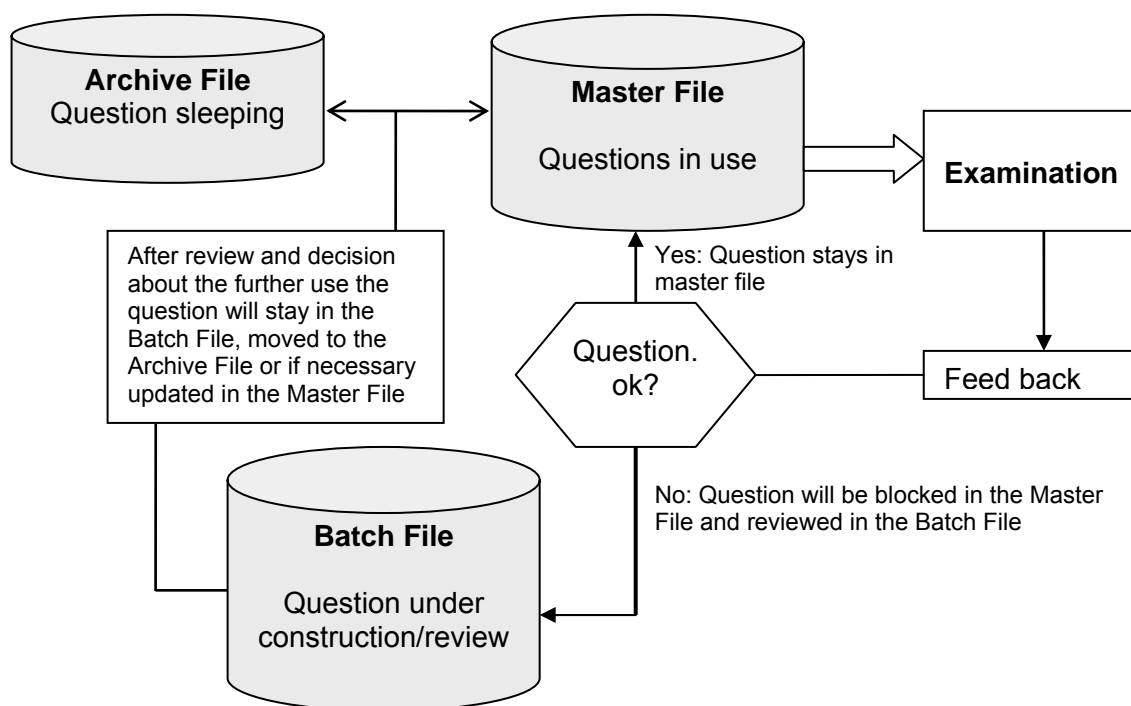 Archive File
Question sleeping
Master File
Questions in use
Examination
After review and decision
about the further use the
question will stay in the
Batch File, moved to the
Archive File or if necessary
updated in the Master File
Yes: Question stays in
master file
Question.
ok?
Feed back
No: Question will be blocked in the Master
File and reviewed in the Batch File
Batch File
Question under
construction/review